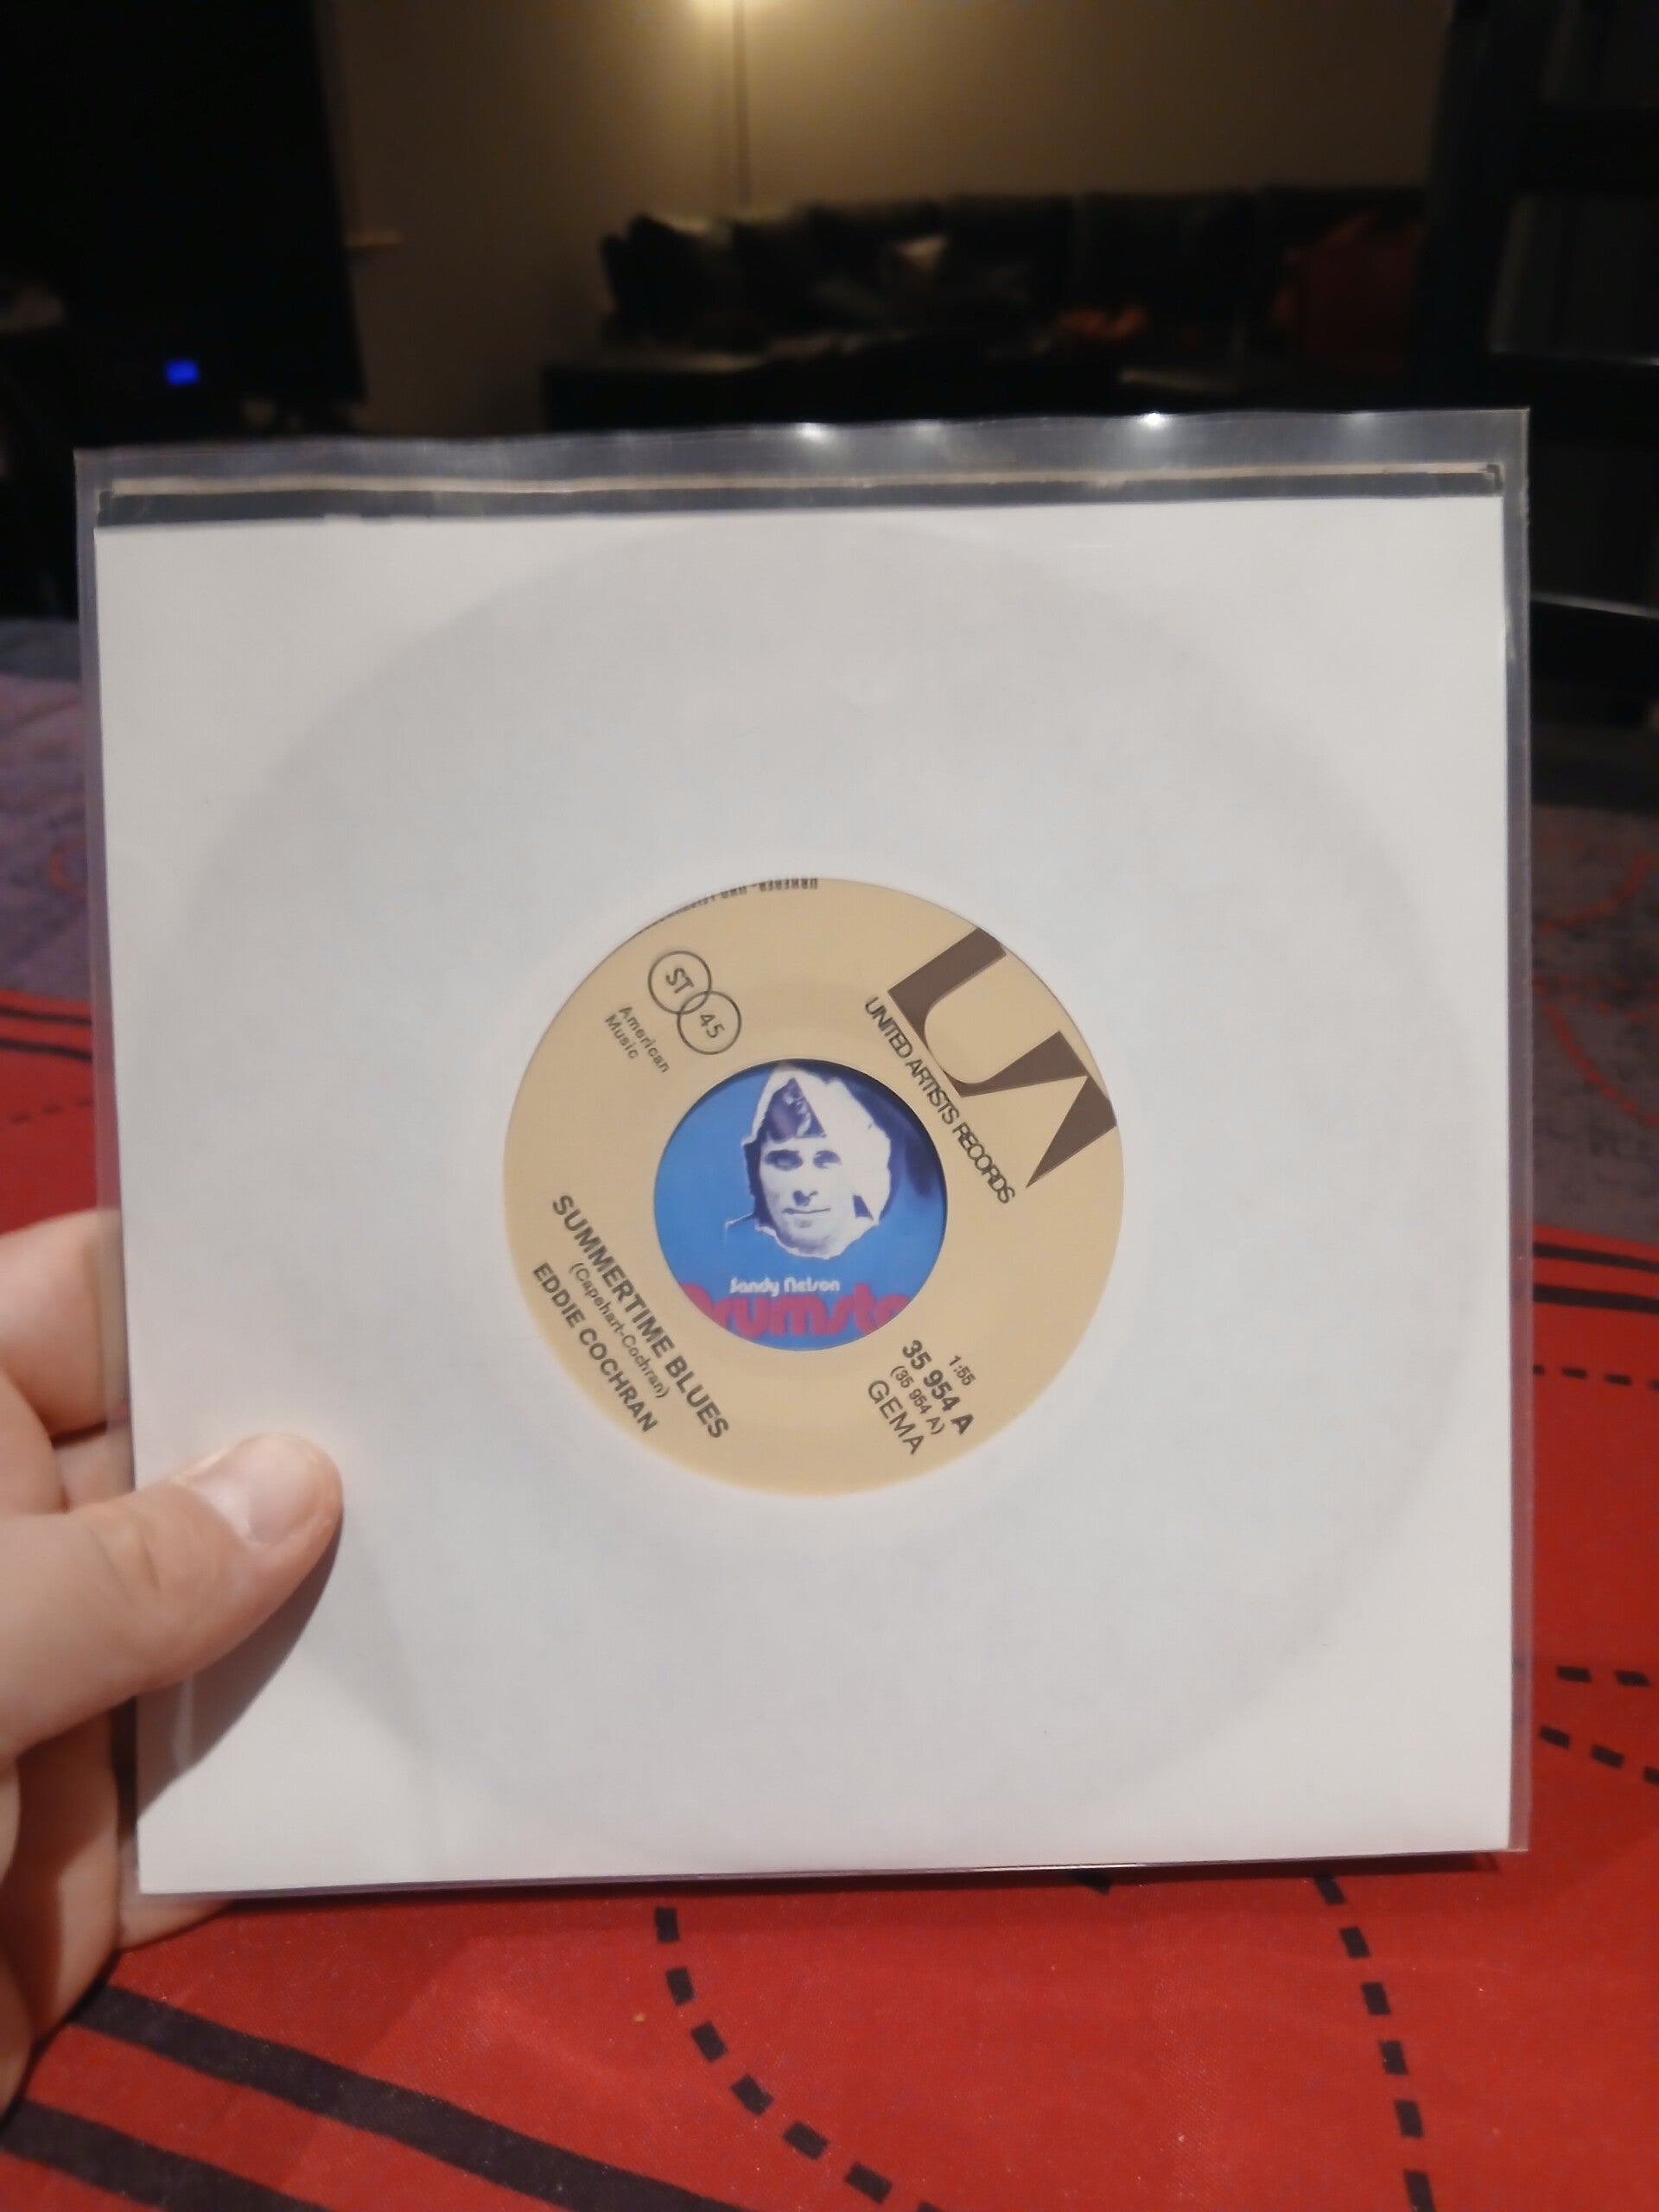 UA
UNITED ARTISTS RECORDS
ST 45
American
Music
SUMMERTIME BLUES
(Capehart-Cochran)
EDDIE COCHRAN
1:55
35 954 A
(35 954 A)
GEMA
Sandy Nelson